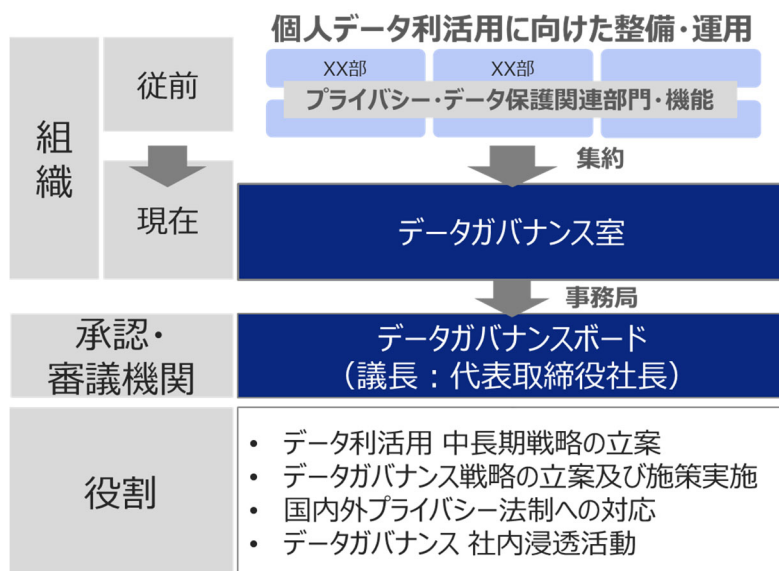 個人データ利活用に向けた整備・運用
組織
従前
XX部
XX部
プライバシー・データ保護関連部門・機能
集約
現在
データガバナンス室
事務局
承認・
審議機関
データガバナンスボード
（議長：代表取締役社長）
役割
• データ利活用 中長期戦略の立案
• データガバナンス戦略の立案及び施策実施
• 国内外プライバシー法制への対応
• データガバナンス 社内浸透活動